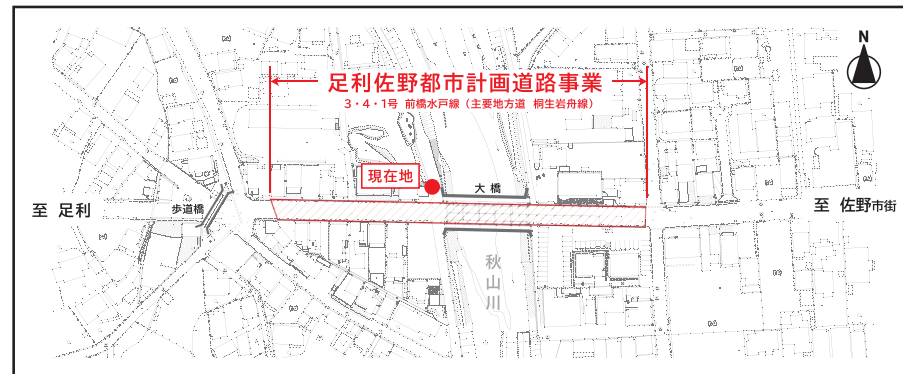 N
足利佐野都市計画道路事業
3・4・1号 前橋水戸線（主要地方道 桐生岩舟線）
現在地
大橋
至 足利
歩道橋
至 佐野市街
秋山川